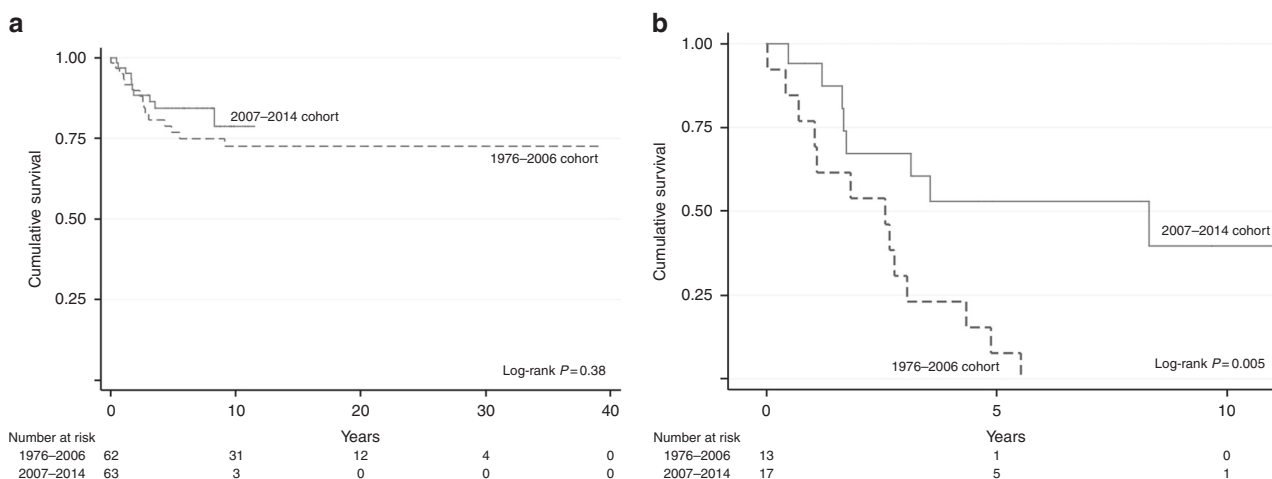 a
1.00
0.75
0.50
0.25
0
Cumulative survival
2007–2014 cohort
1976–2006 cohort
Log-rank P=0.38
0 10 20 30 40
Years
Number at risk
1976–2006 62 31 12 4 0
2007–2014 63 3 0 0 0
b
1.00
0.75
0.50
0.25
0
Cumulative survival
2007–2014 cohort
1976–2006 cohort
Log-rank P=0.005
0 5 10
Years
Number at risk
1976–2006 13 1 0
2007–2014 17 5 1